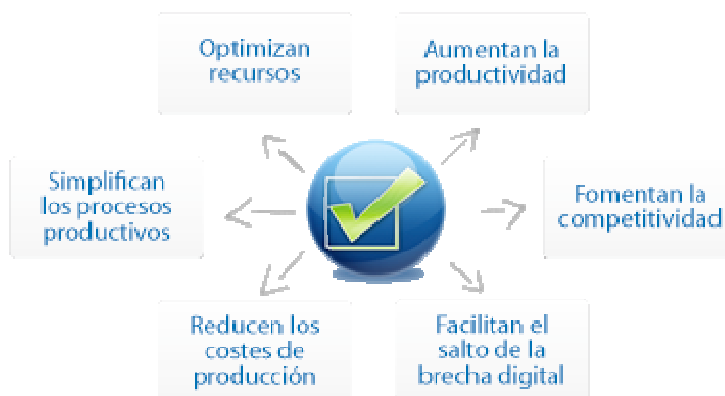 Optimizan
recursos
Aumentan la
productividad
Simplifican
los procesos
productivos
Fomentan la
competitividad
Reducen los
costes de
producción
Facilitan el
salto de la
brecha digital